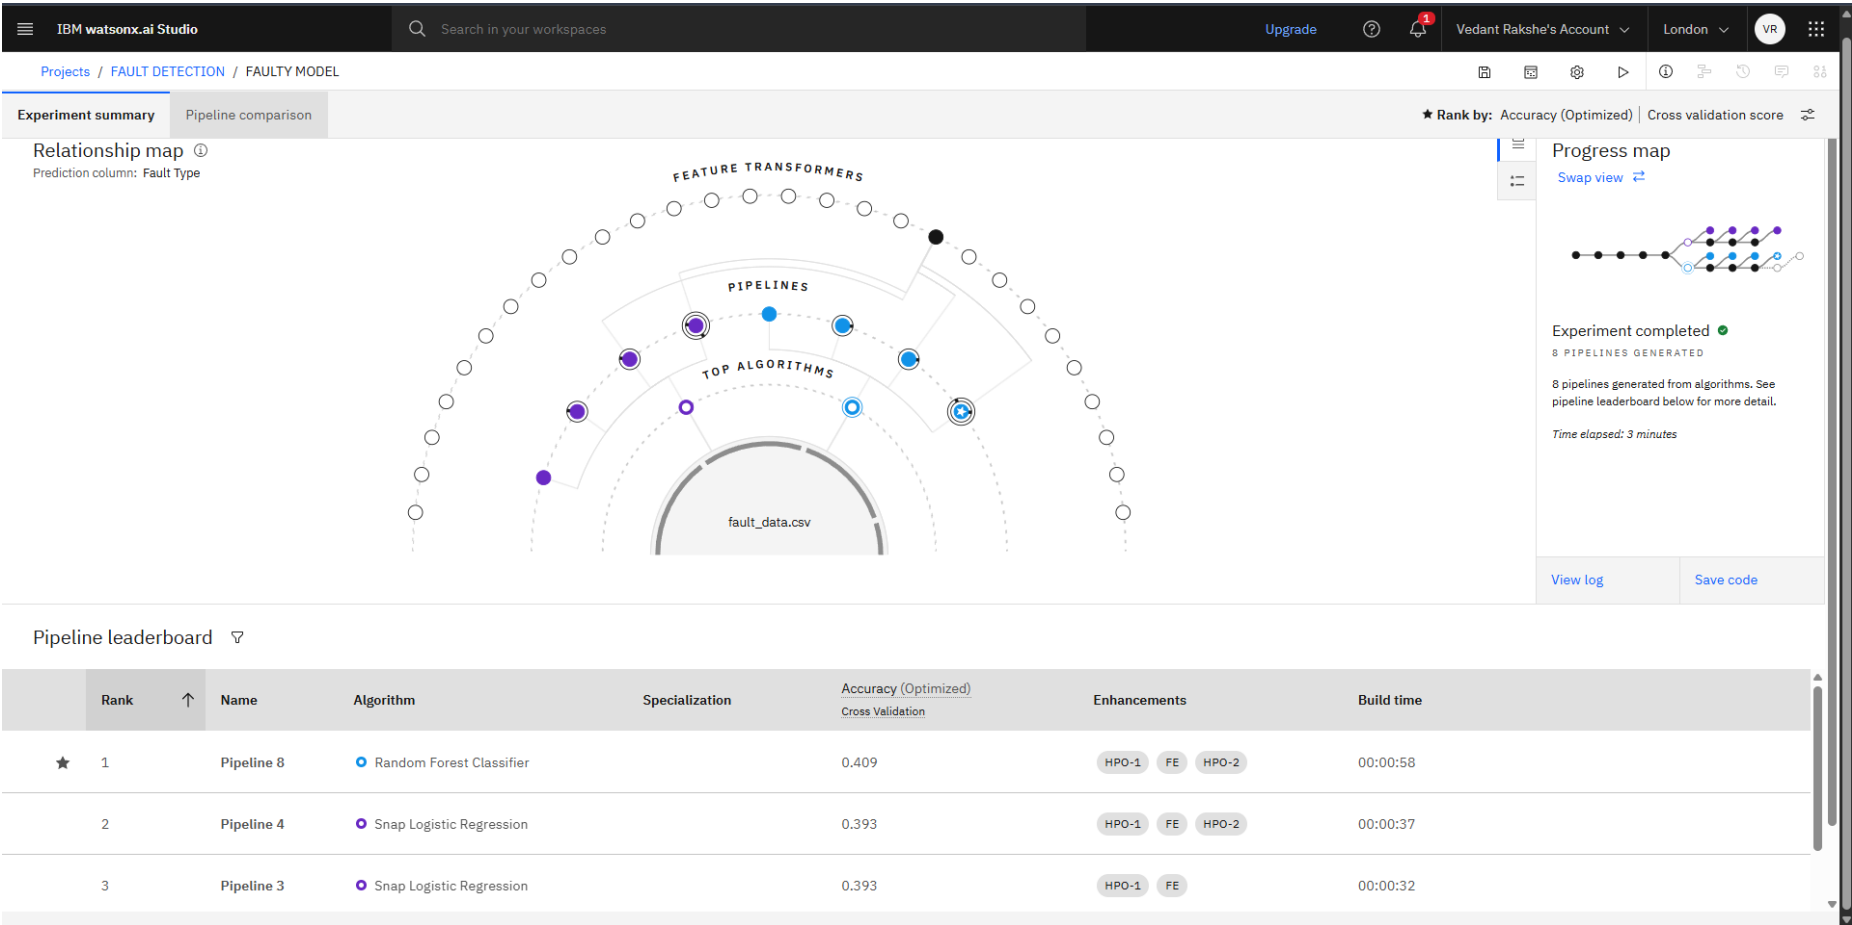 IBM watsonx.ai Studio
Search in your workspaces
Upgrade
1
Vedant Rakshe's Account
London
VR
Projects / FAULT DETECTION / FAULTY MODEL
Experiment summary
Pipeline comparison
Rank by: Accuracy (Optimized) | Cross validation score
Relationship map
Prediction column: Fault Type
FEATURE TRANSFORMERS
PIPELINES
TOP ALGORITHMS
fault_data.csv
Progress map
Swap view
Experiment completed
8 PIPELINES GENERATED
8 pipelines generated from algorithms. See
pipeline leaderboard below for more detail.
Time elapsed: 3 minutes
View log
Save code
Pipeline leaderboard
Rank Name Algorithm Specialization Accuracy (Optimized) Enhancements Build time
Cross Validation
1 Pipeline 8 Random Forest Classifier 0.409 HPO-1 FE HPO-2 00:00:58
2 Pipeline 4 Snap Logistic Regression 0.393 HPO-1 FE HPO-2 00:00:37
3 Pipeline 3 Snap Logistic Regression 0.393 HPO-1 FE 00:00:32